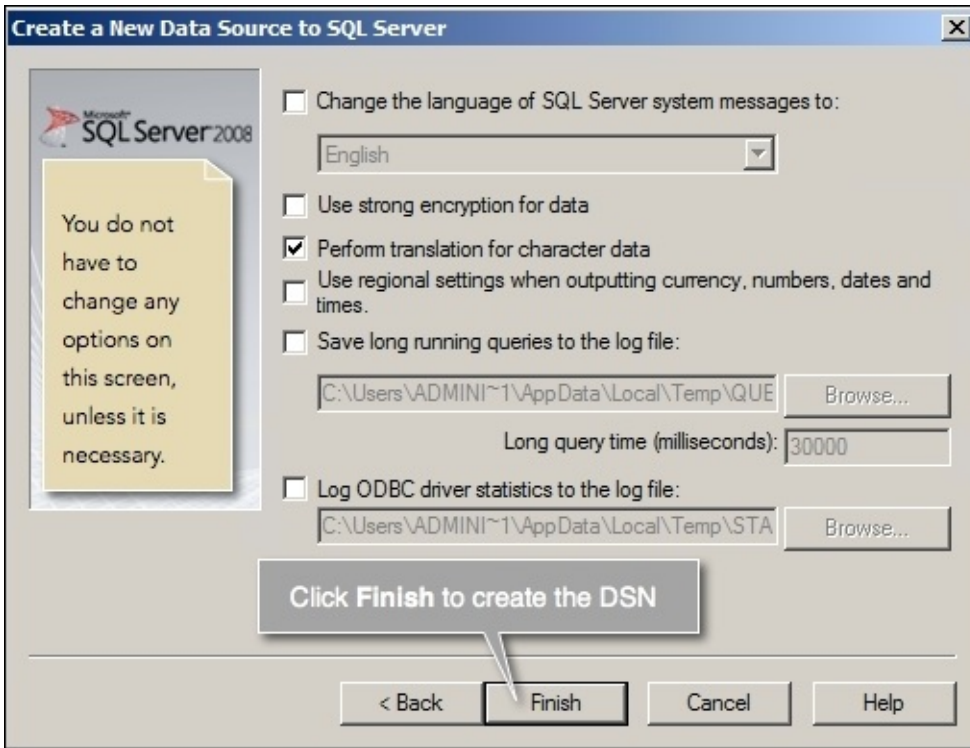 Create a New Data Source to SQL Server
Microsoft
SQL Server 2008
You do not
have to
change any
options on
this screen,
unless it is
necessary.
Change the language of SQL Server system messages to:
English
Use strong encryption for data
Perform translation for character data
Use regional settings when outputting currency, numbers, dates and
times.
Save long running queries to the log file:
C:\Users\ADMINI~1\AppData\Local\Temp\QUE
Browse...
Long query time (milliseconds):
30000
Log ODBC driver statistics to the log file:
C:\Users\ADMINI~1\AppData\Local\Temp\STA
Browse...
Click Finish to create the DSN
< Back
Finish
Cancel
Help